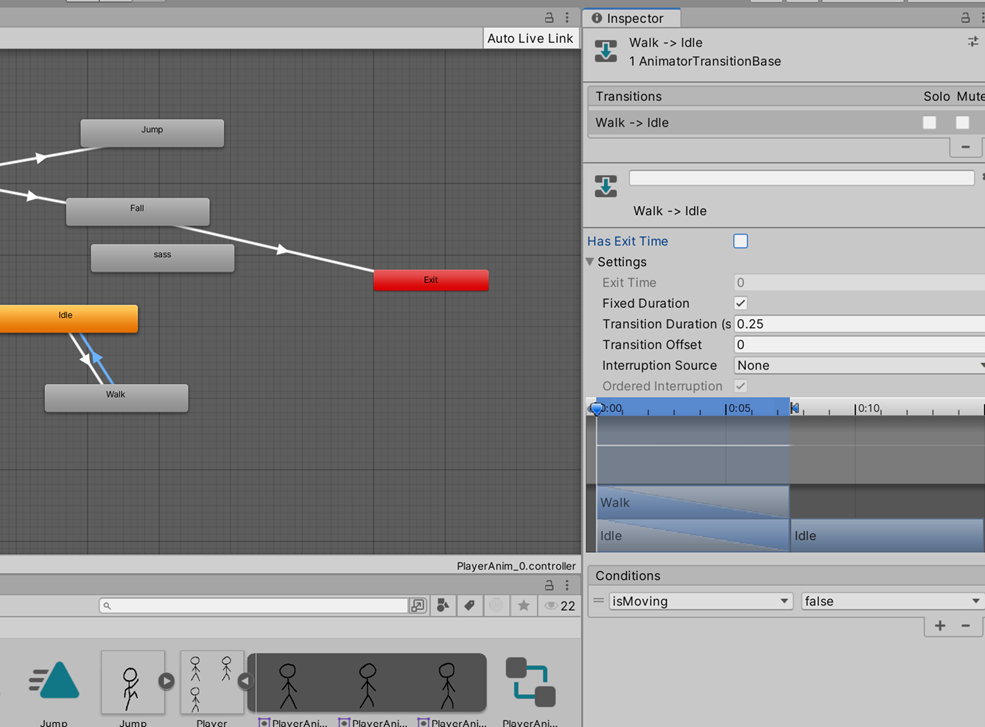 Inspector
Auto Live Link
Walk -> Idle
1 AnimatorTransitionBase
Transitions
Solo Mute
Walk -> Idle
Walk -> Idle
Jump
Fall
sass
Exit
Idle
Walk
Has Exit Time
Settings
Exit Time 0
Fixed Duration
Transition Duration (s 0.25
Transition Offset 0
Interruption Source None
Ordered Interruption
0:00 0:05 0:10
Walk
Idle Idle
PlayerAnim_0.controller
Conditions
isMoving false
22
Jump
Jump
Player
PlayerAni...
PlayerAni...
PlayerAni...
PlayerAni...